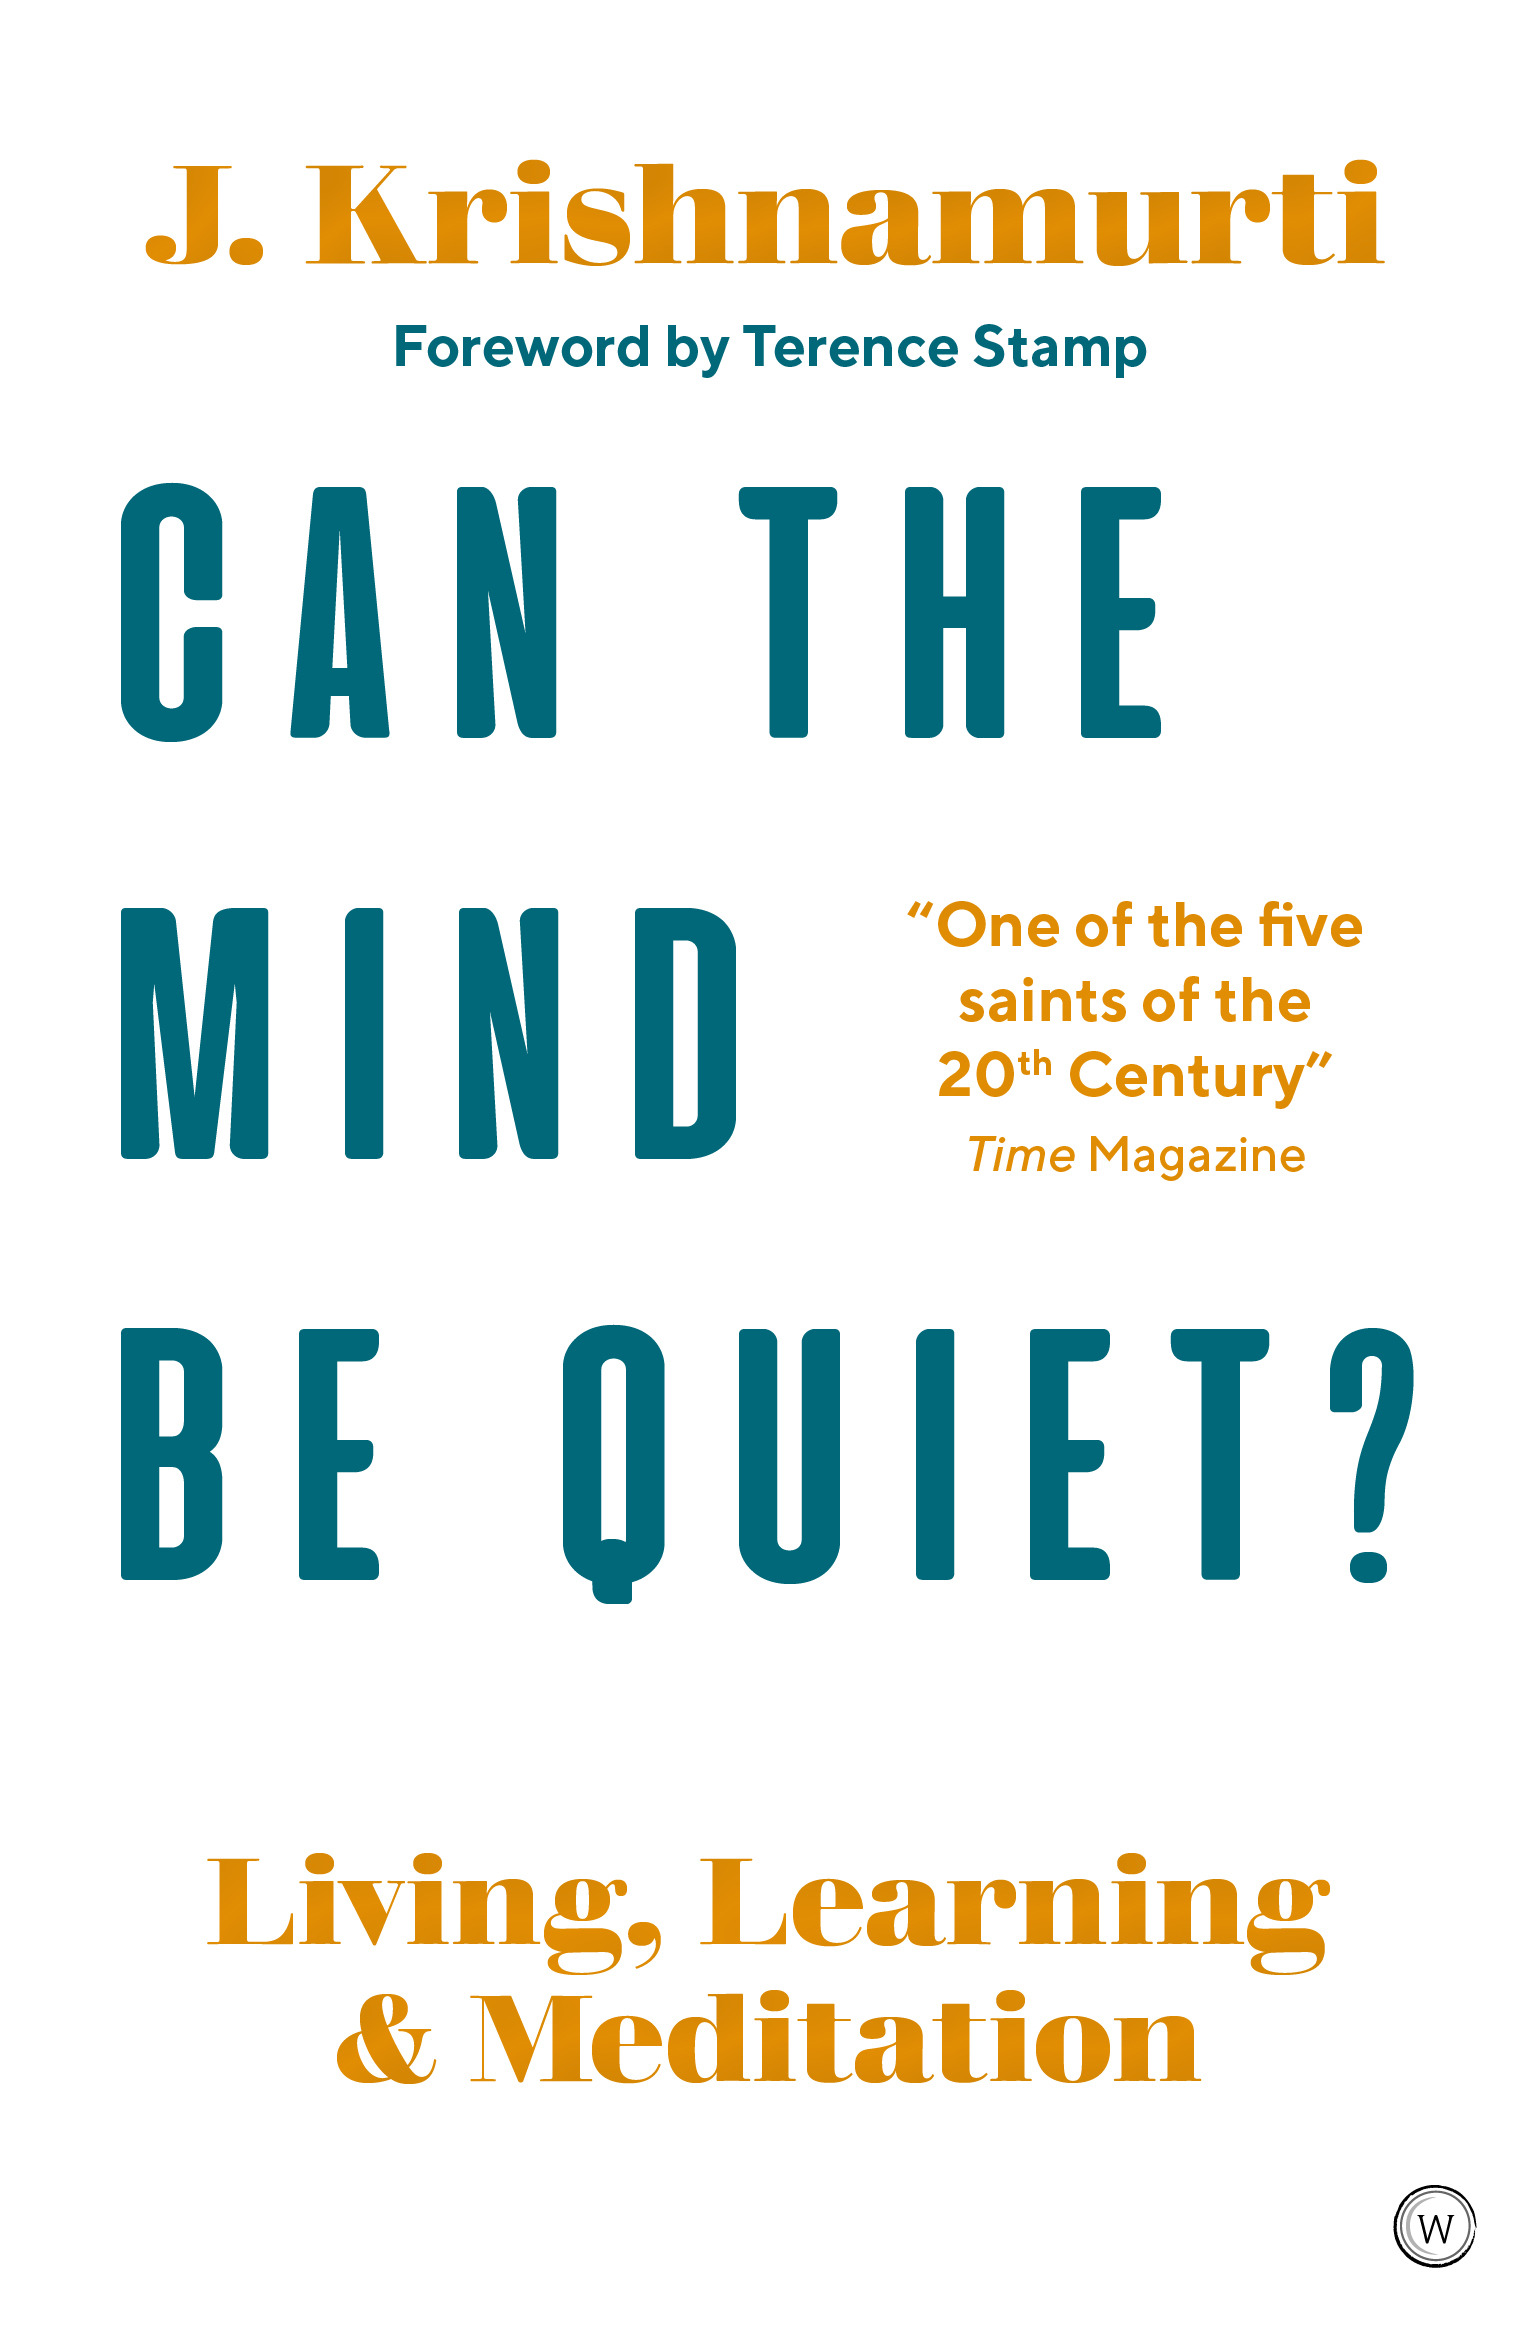 J. Krishnamurti
Foreword by Terence Stamp
CAN THE
MIND
“One of the five
saints of the
20th Century”
Time Magazine
BE QUIET?
Living, Learning
& Meditation
W